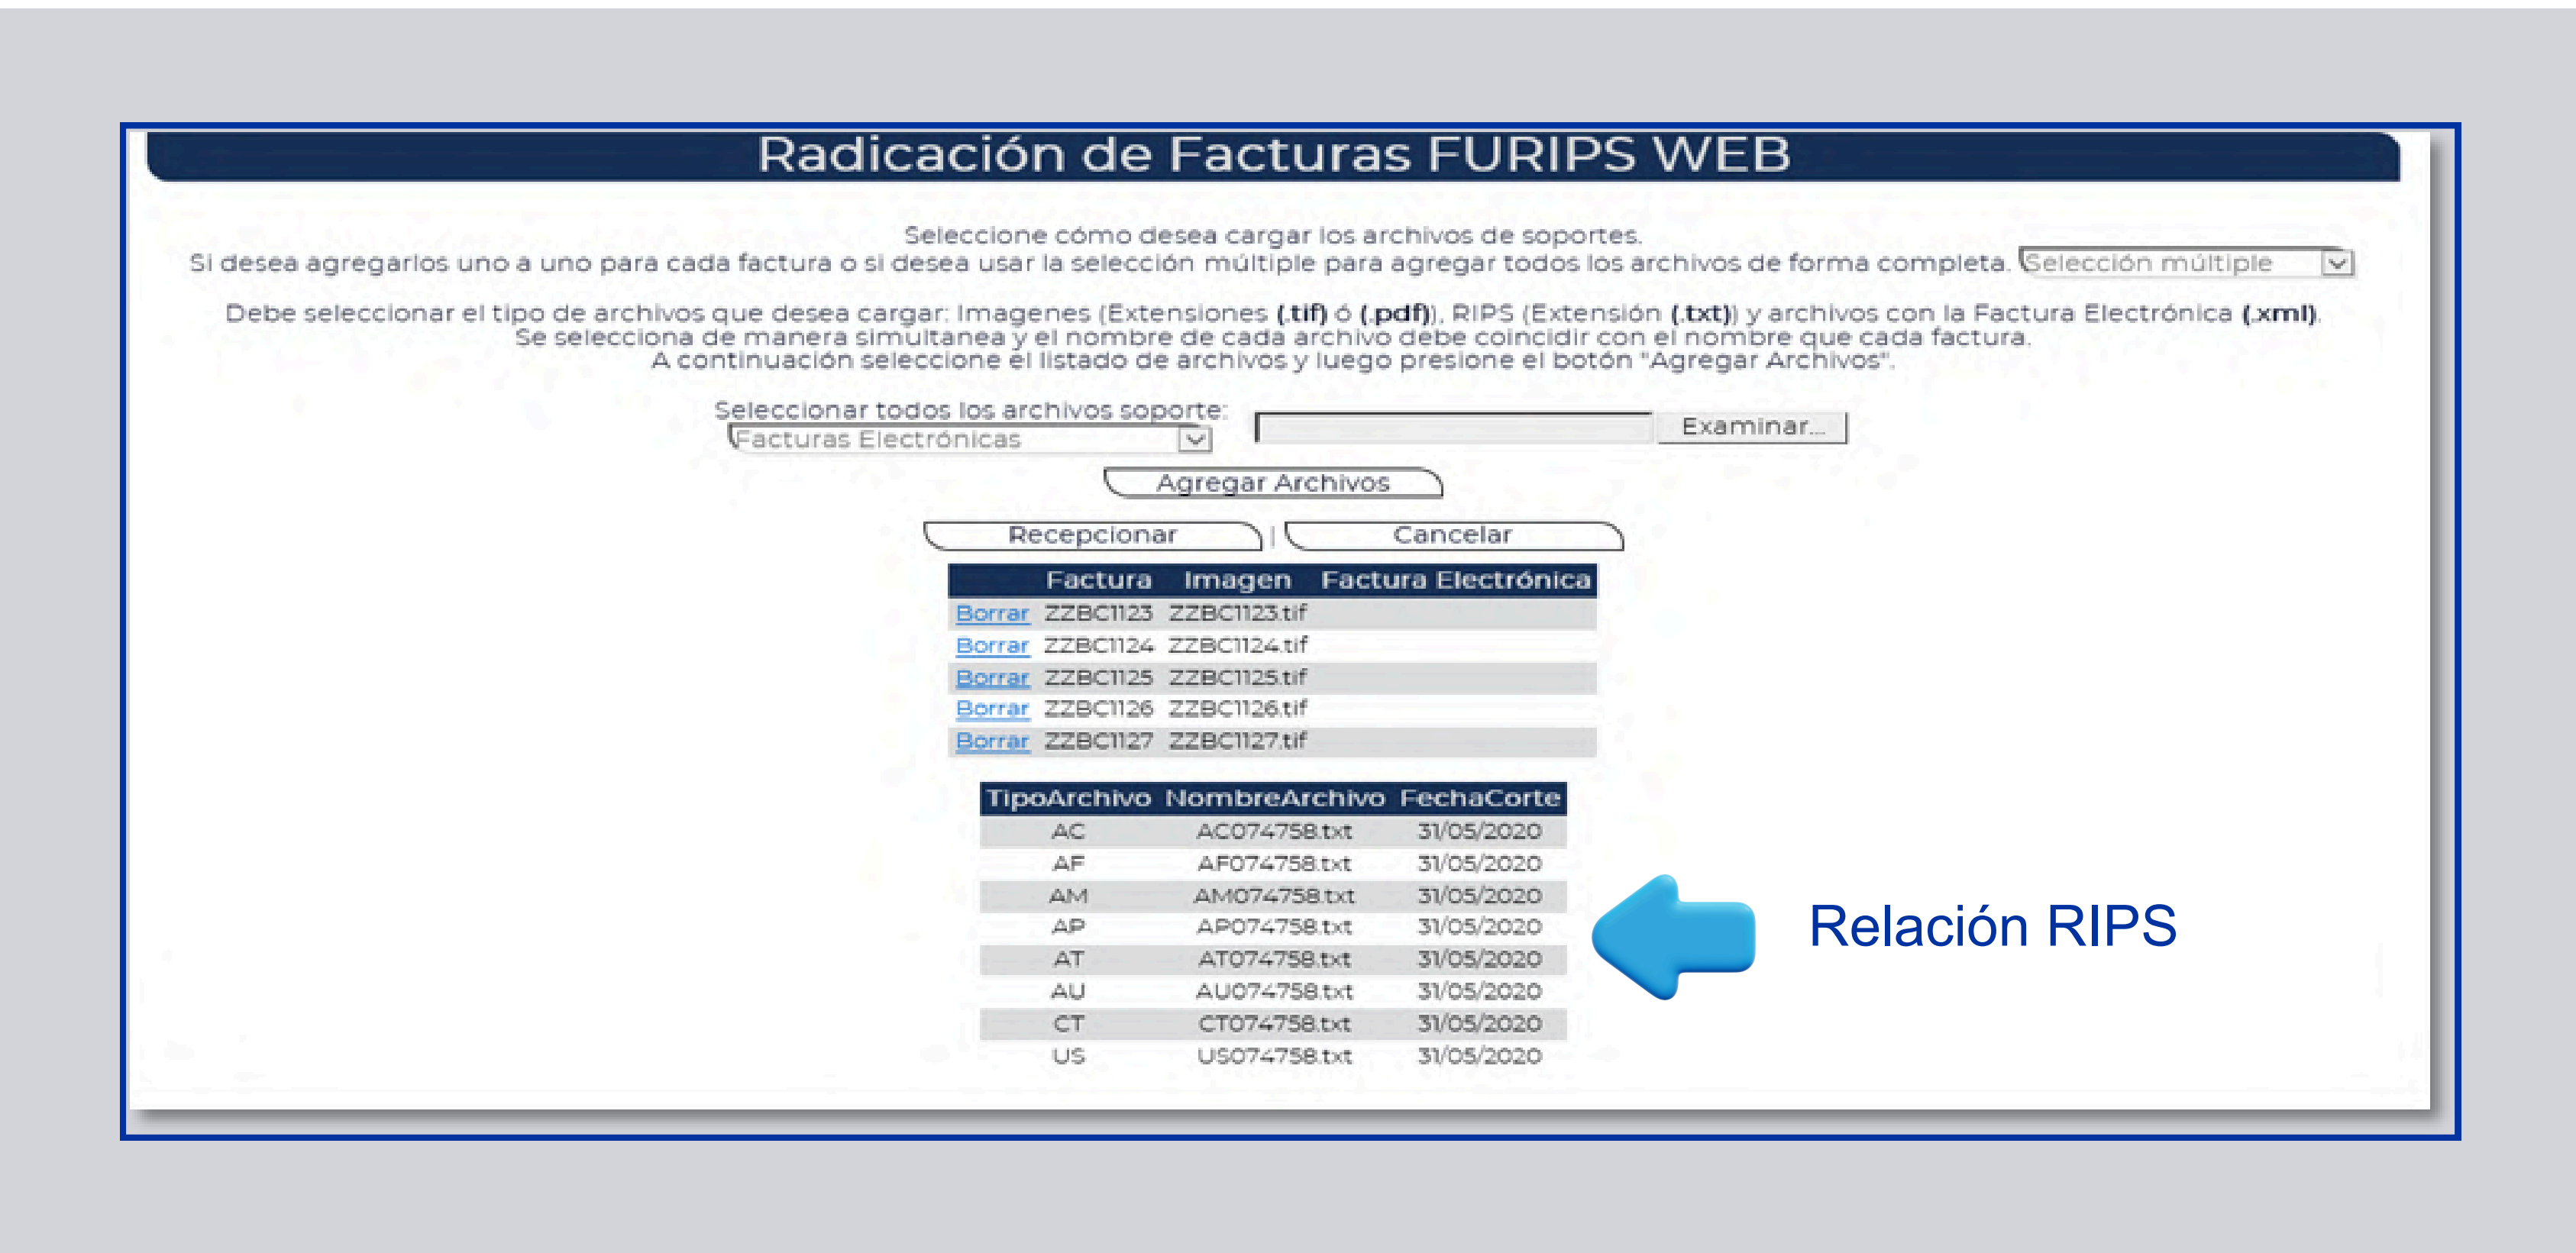 Radicación de Facturas FURIPS WEB
Seleccione cómo desea cargar los archivos de soportes.
Si desea agregarlos uno a uno para cada factura o si desea usar la selección múltiple para agregar todos los archivos de forma completa. Selección múltiple
Debe seleccionar el tipo de archivos que desea cargar: Imagenes (Extensiones (.tif) ó (.pdf)), RIPS (Extensión (.txt)) y archivos con la Factura Electrónica (.xml).
Se selecciona de manera simultanea y el nombre de cada archivo debe coincidir con el nombre que cada factura.
A continuación seleccione el listado de archivos y luego presione el botón "Agregar Archivos".
Seleccionar todos los archivos soporte:
Facturas Electrónicas Examinar...
Agregar Archivos
Recepcionar | Cancelar
Factura Imagen Factura Electrónica
Borrar ZZBC1123 ZZBC1123.tif
Borrar ZZBC1124 ZZBC1124.tif
Borrar ZZBC1125 ZZBC1125.tif
Borrar ZZBC1126 ZZBC1126.tif
Borrar ZZBC1127 ZZBC1127.tif
TipoArchivo NombreArchivo FechaCorte
AC AC074758.txt 31/05/2020
AF AF074758.txt 31/05/2020
AM AM074758.txt 31/05/2020
AP AP074758.txt 31/05/2020
AT AT074758.txt 31/05/2020
AU AU074758.txt 31/05/2020
CT CT074758.txt 31/05/2020
US US074758.txt 31/05/2020
Relación RIPS